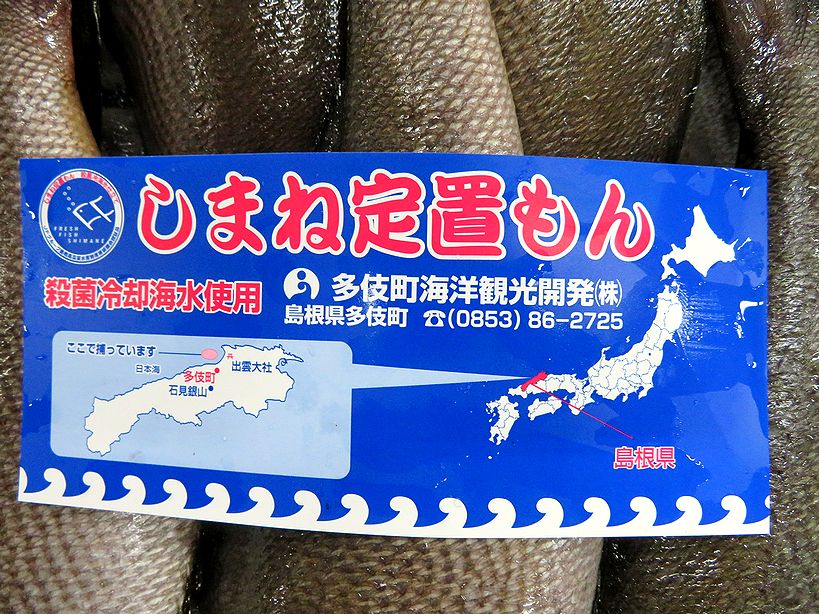 しまね定置もん
FRESH
FISH
SHIMANE
殺菌冷却海水使用
多伎町海洋観光開発㈱
島根県多伎町 ☎(0853) 86-2725
ここで捕っています
日本海
多伎町
出雲大社
石見銀山
島根県